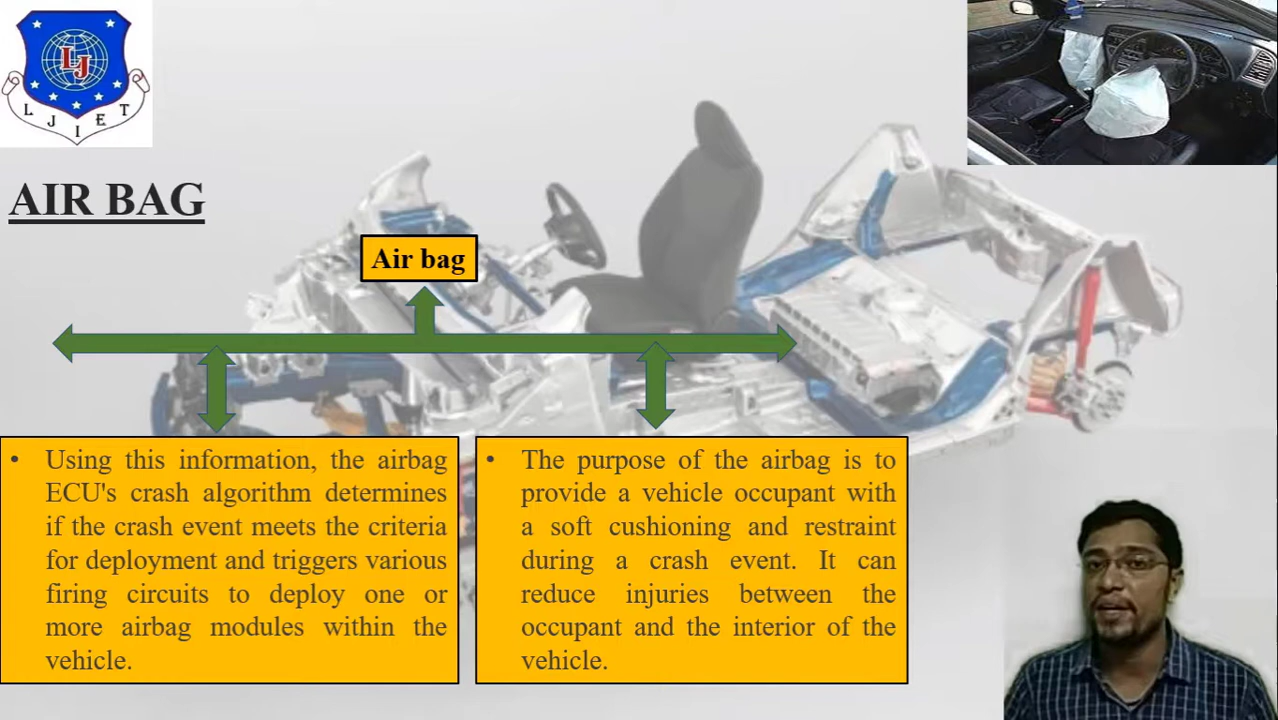 LJ
L J I E T
AIR BAG
Air bag
• Using this information, the airbag
ECU's crash algorithm determines
if the crash event meets the criteria
for deployment and triggers various
firing circuits to deploy one or
more airbag modules within the
vehicle.
• The purpose of the airbag is to
provide a vehicle occupant with
a soft cushioning and restraint
during a crash event. It can
reduce injuries between the
occupant and the interior of the
vehicle.